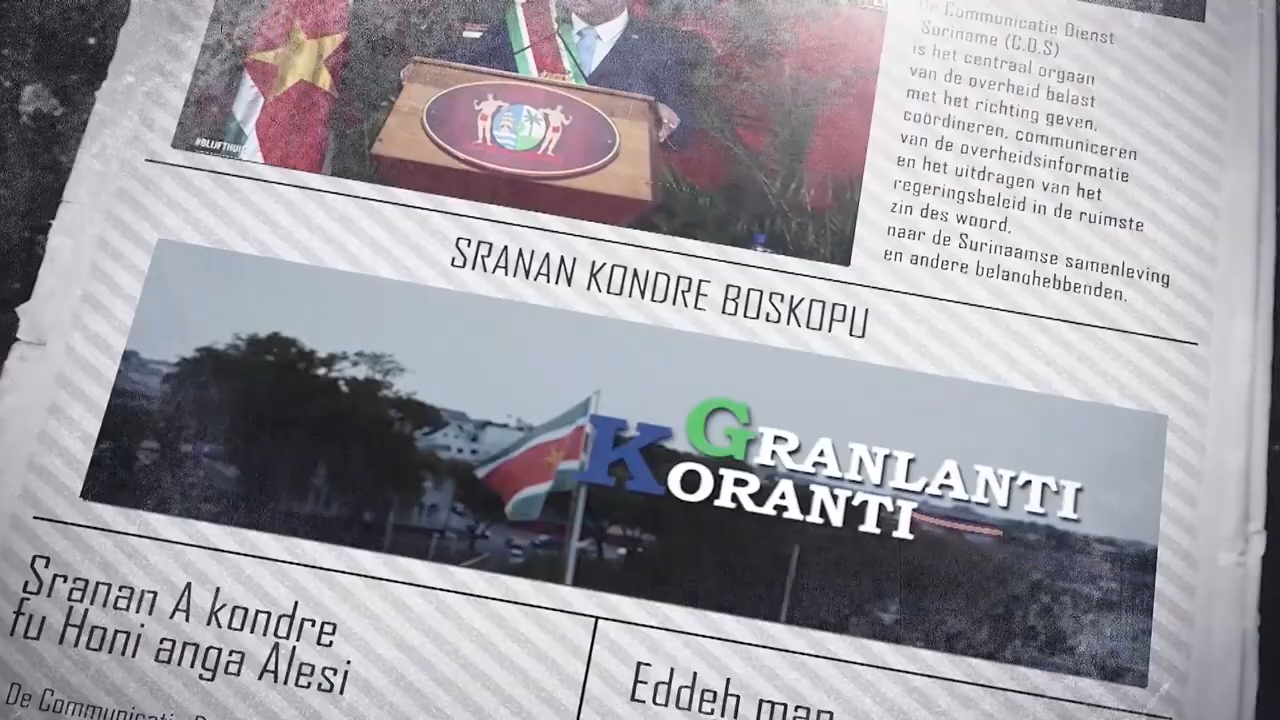 De Communicatie Dienst
Suriname (C.D.S)
is het centraal orgaan
van de overheid belast
met het richting geven,
coördineren, communiceren
van de overheidsinformatie
en het uitdragen van het
regeringsbeleid in de ruimste
zin des woord.
naar de Surinaamse samenleving
en andere belanghebbenden.
#BLIJFTHUIS
SRANAN KONDRE BOSKOPU
GRANLANTI
KORANTI
Sranan A kondre
fu Honi anga Alesi
De
Eddeh man